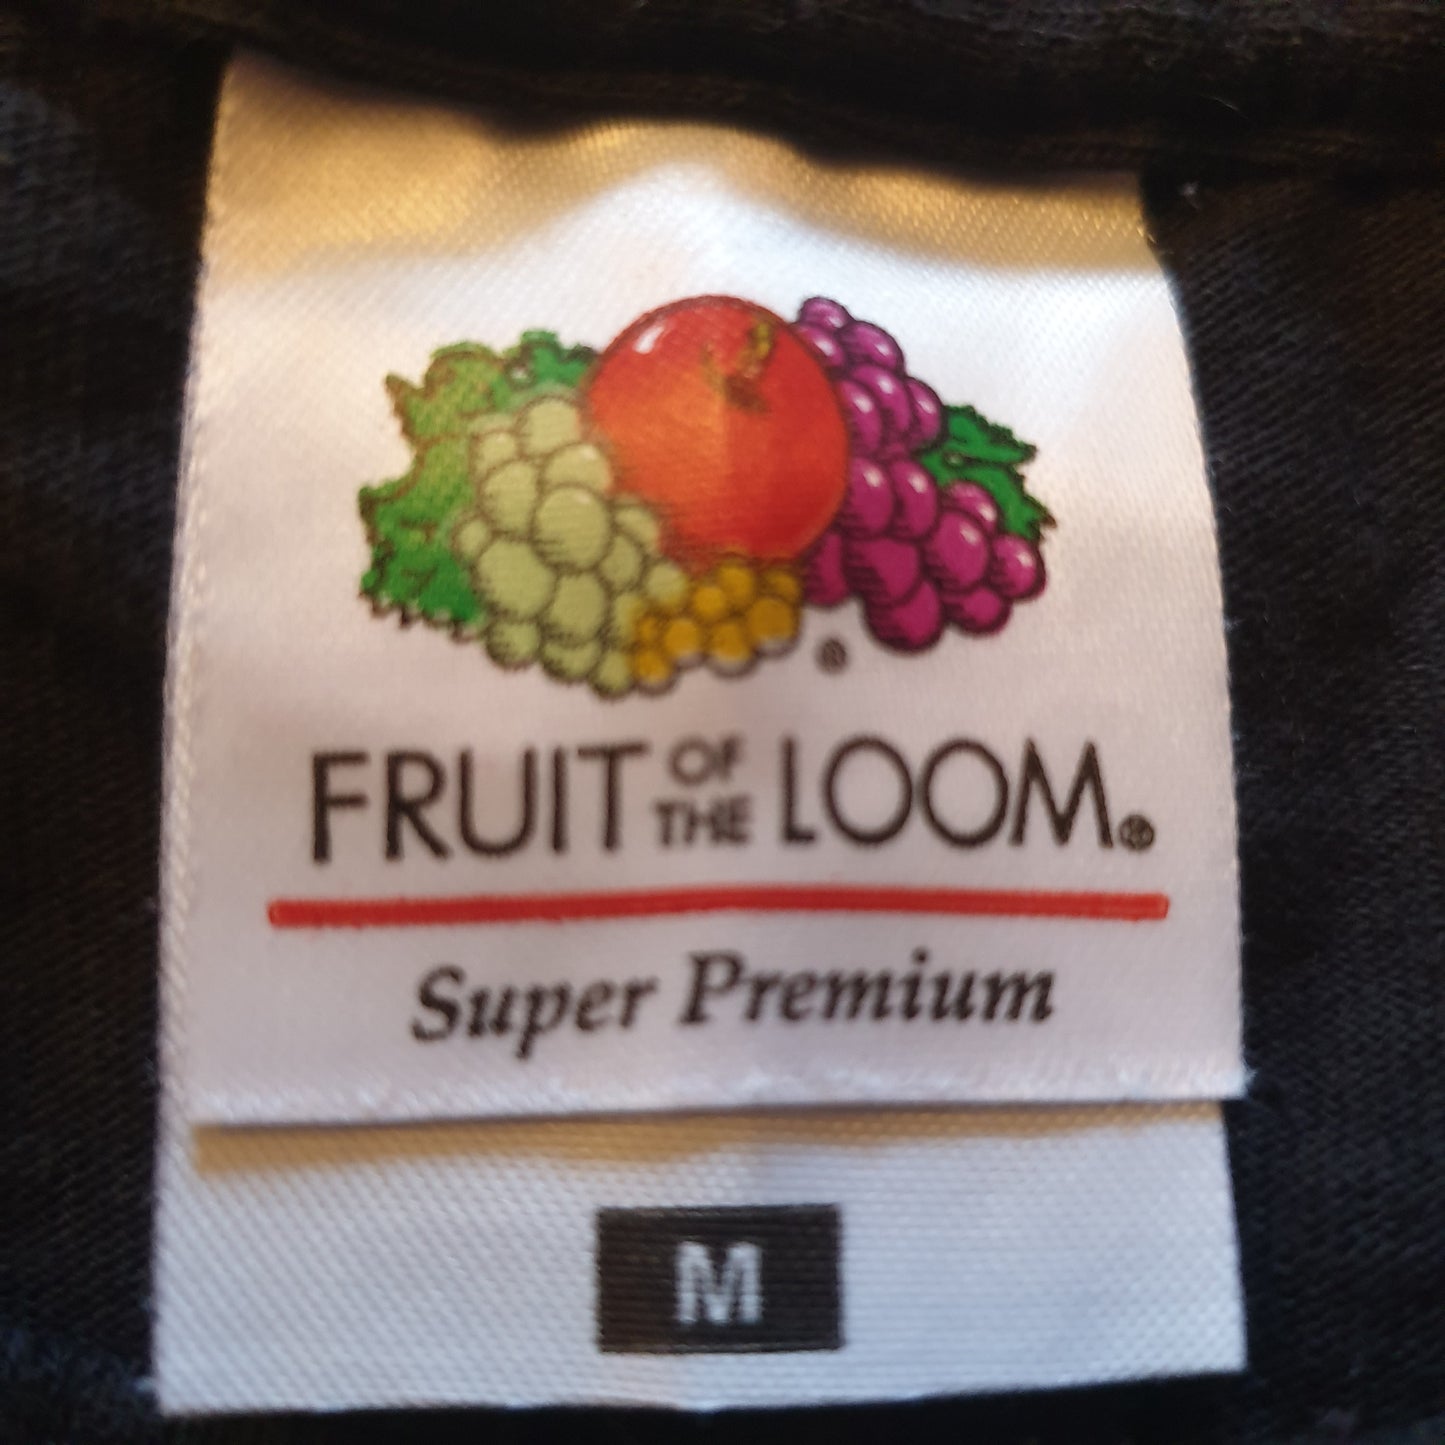 ®
FRUIT OF THE LOOM®
Super Premium
M